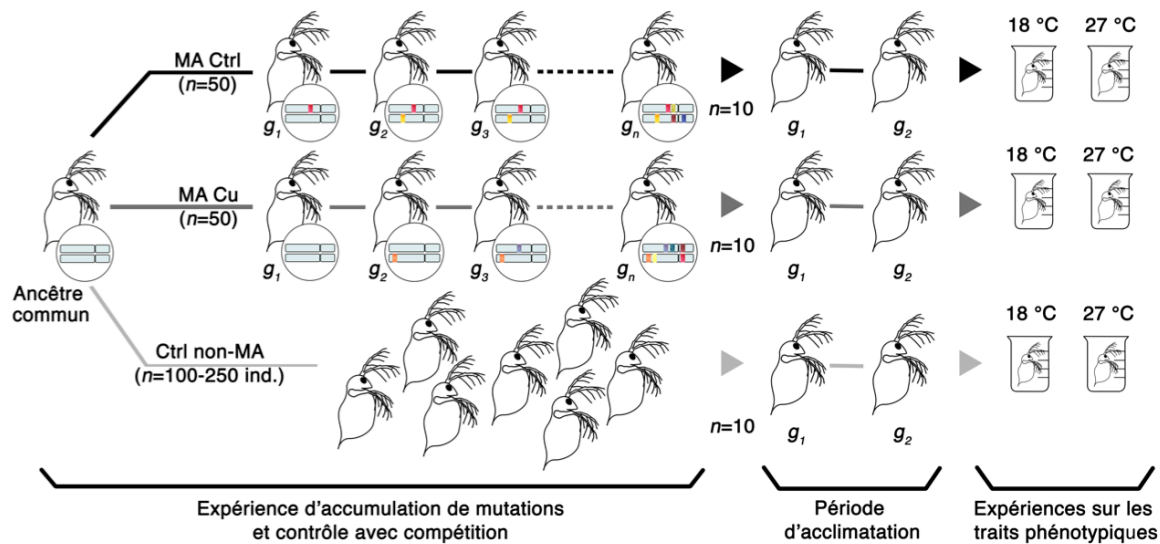 MA Ctrl
(n=50)
g1
g2
g3
gn
n=10
g1
g2
18 °C
27 °C
MA Cu
(n=50)
g1
g2
g3
gn
n=10
g1
g2
18 °C
27 °C
Ancêtre
commun
Ctrl non-MA
(n=100-250 ind.)
n=10
g1
g2
18 °C
27 °C
Expérience d'accumulation de mutations
et contrôle avec compétition
Période
d'acclimatation
Expériences sur les
traits phénotypiques